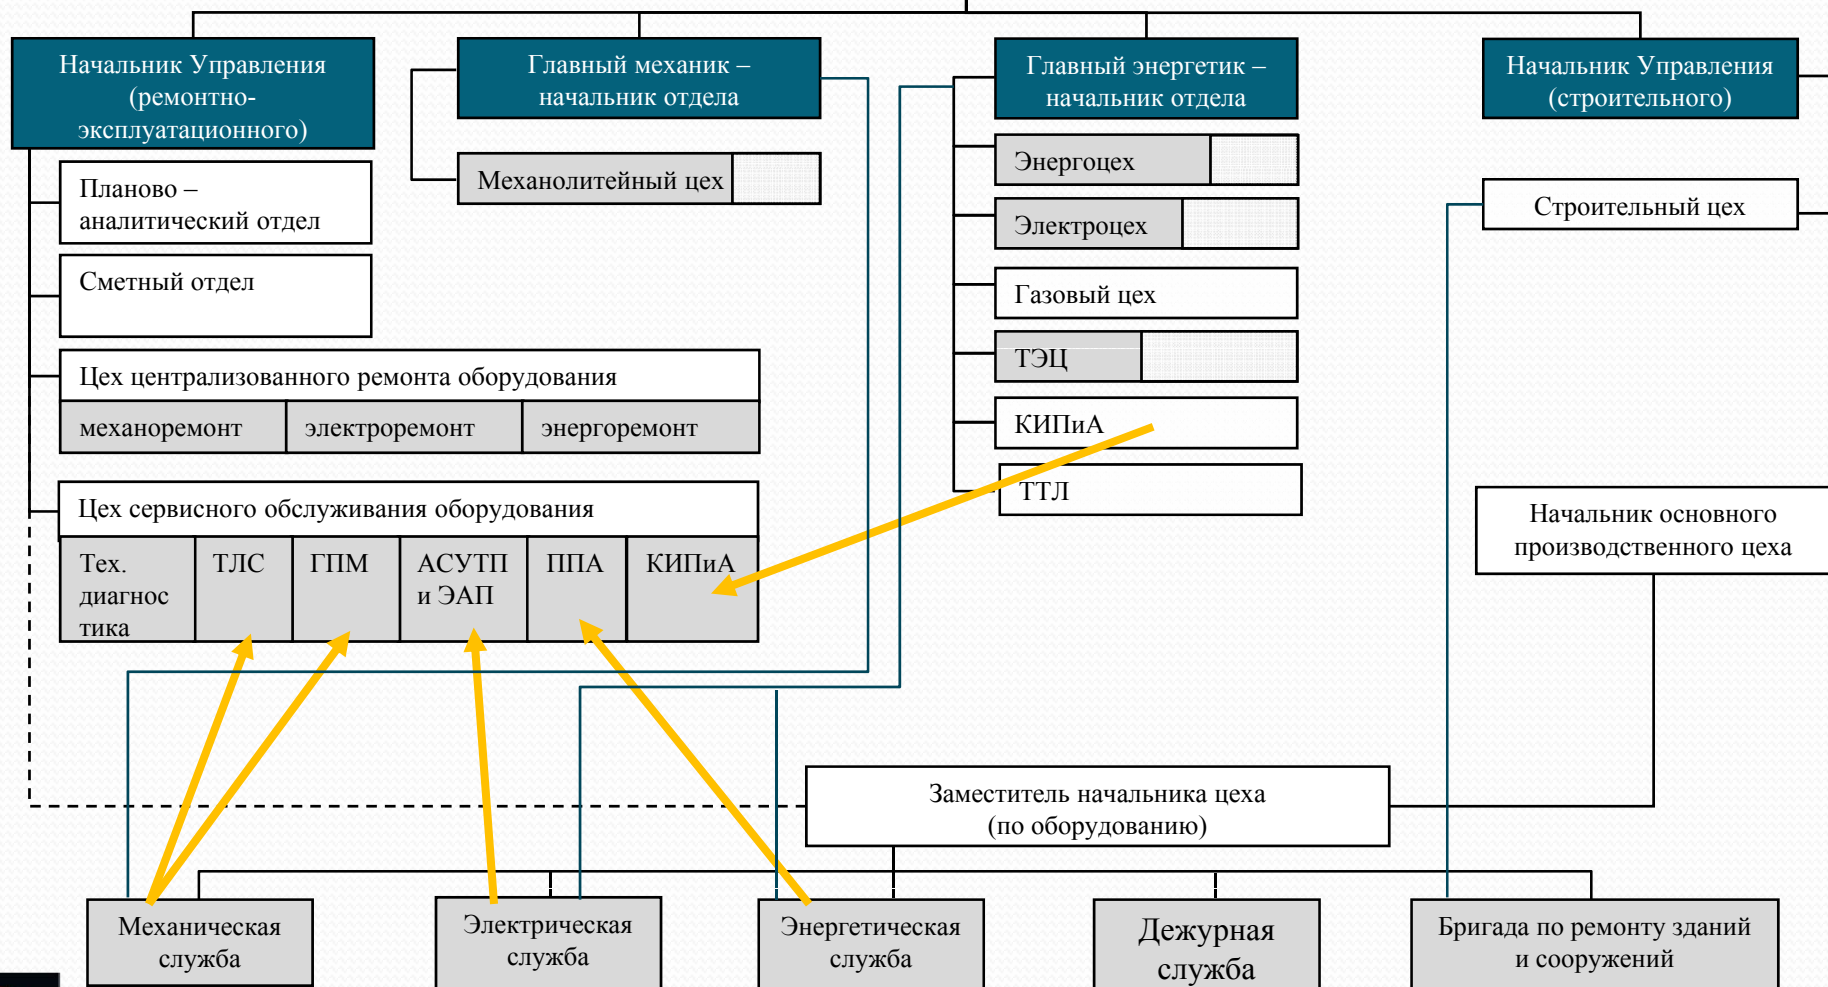 Начальник Управления
(ремонтно-
эксплуатационного)
Главный механик –
начальник отдела
Главный энергетик –
начальник отдела
Начальник Управления
(строительного)
Планово –
аналитический отдел
Сметный отдел
Механолитейный цех
Энергоцех
Электроцех
Газовый цех
ТЭЦ
КИПиА
ТТЛ
Строительный цех
Цех централизованного ремонта оборудования
механоремонт
электроремонт
энергоремонт
Цех сервисного обслуживания оборудования
Тех.
диагнос
тика
ТЛС
ГПМ
АСУТП
и ЭАП
ППА
КИПиА
Начальник основного
производственного цеха
Заместитель начальника цеха
(по оборудованию)
Механическая
служба
Электрическая
служба
Энергетическая
служба
Дежурная
служба
Бригада по ремонту зданий
и сооружений